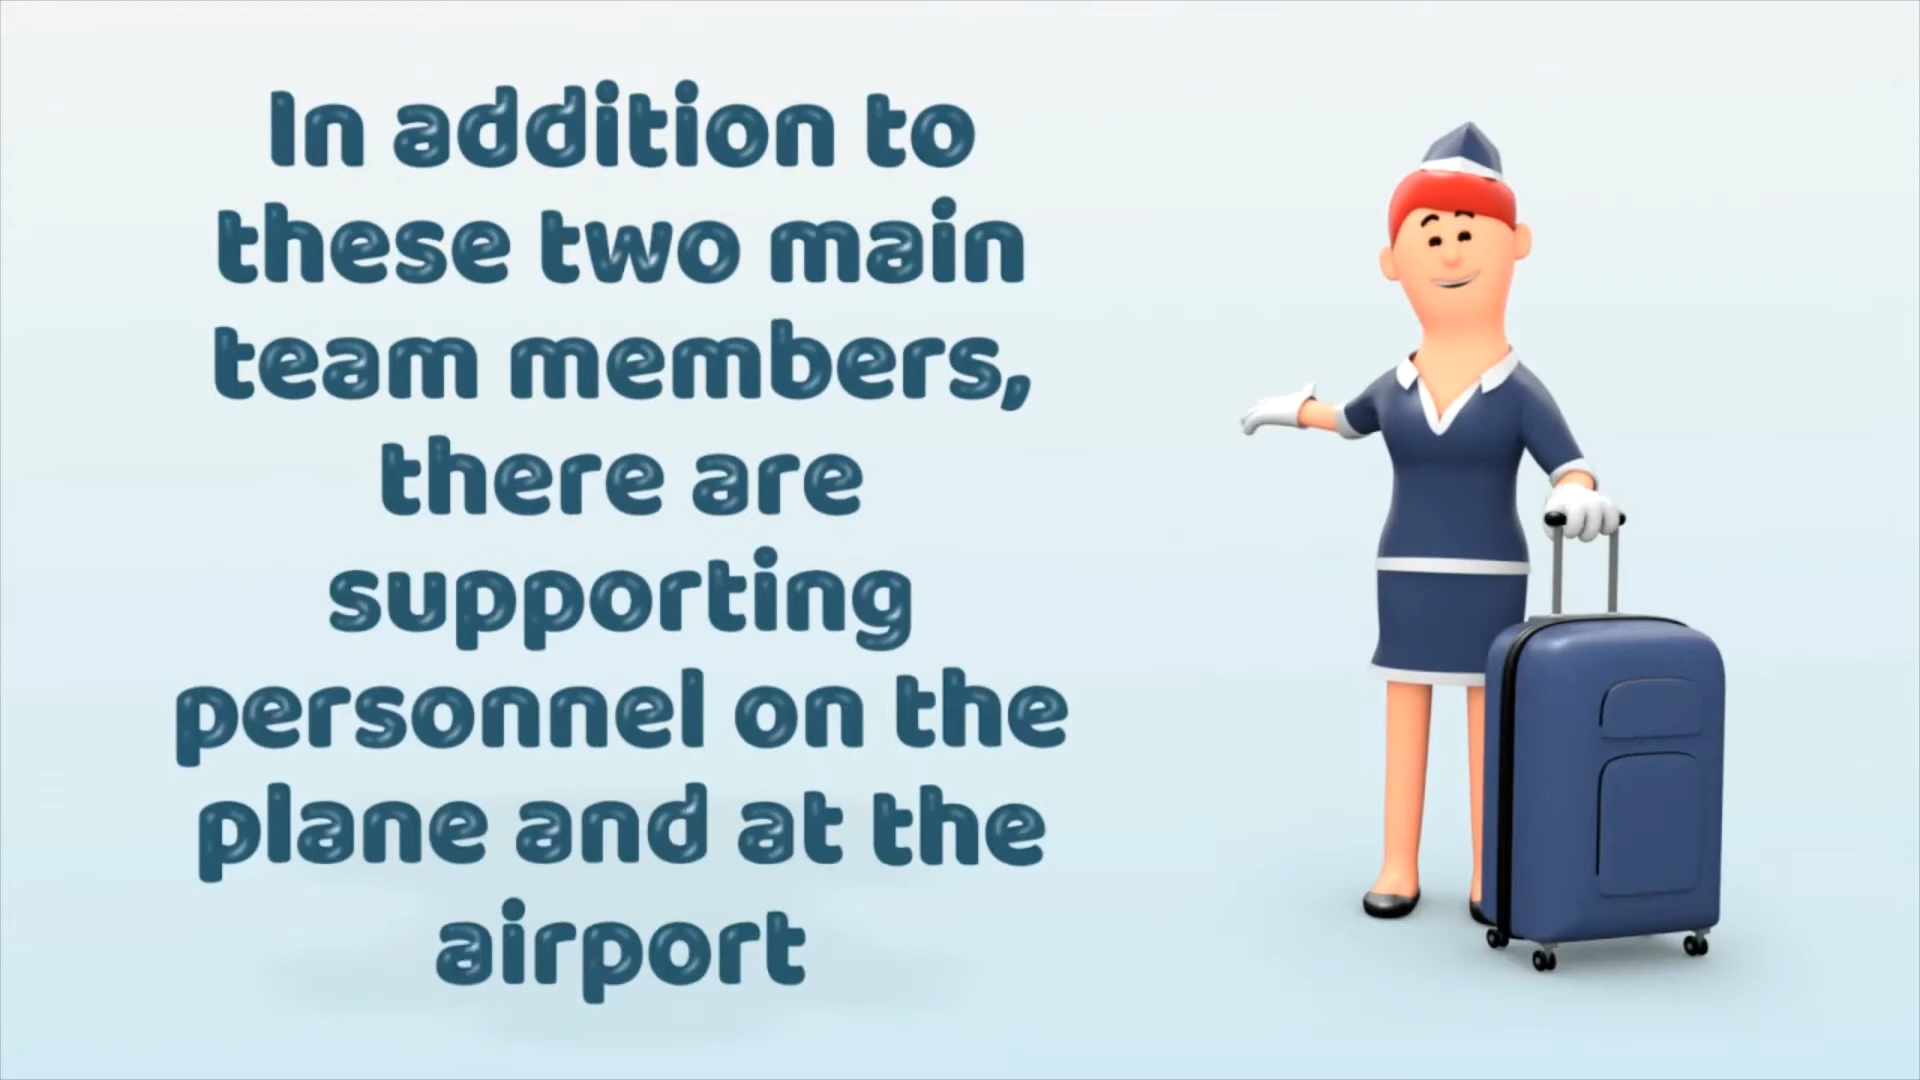 In addition to
these two main
team members,
there are
supporting
personnel on the
plane and at the
airport